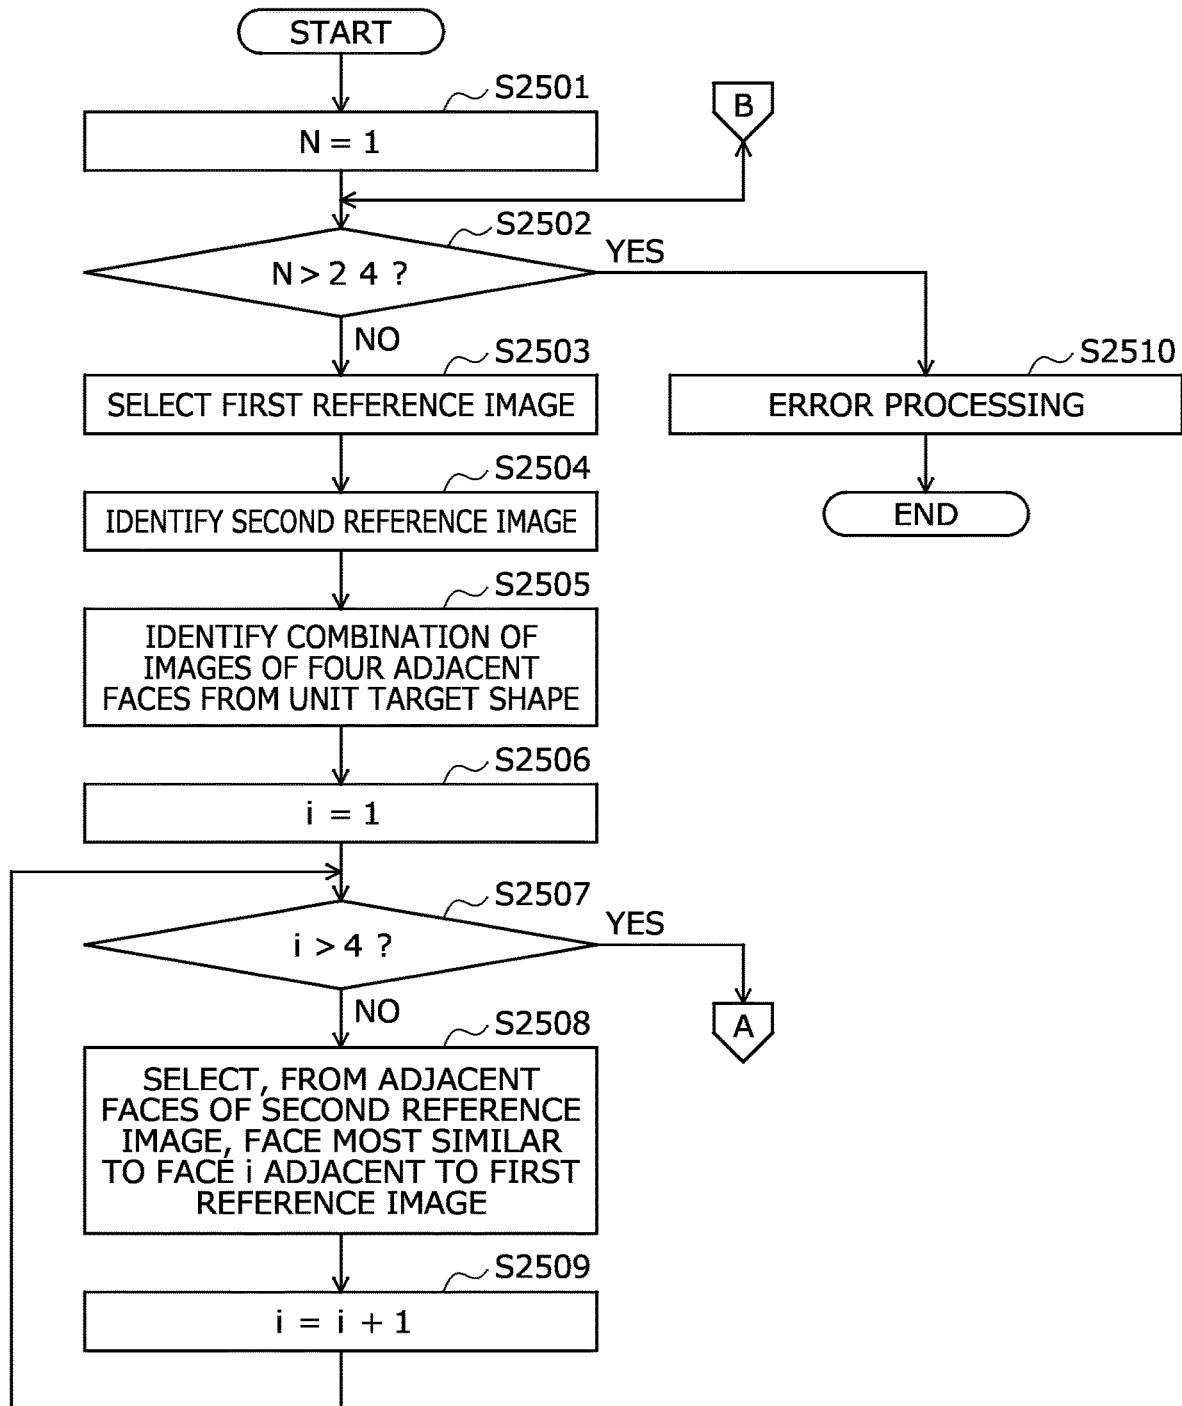 START
S2501
N = 1
B
S2502
N > 2 4 ?
YES
NO
S2503
SELECT FIRST REFERENCE IMAGE
S2510
ERROR PROCESSING
S2504
IDENTIFY SECOND REFERENCE IMAGE
END
S2505
IDENTIFY COMBINATION OF
IMAGES OF FOUR ADJACENT
FACES FROM UNIT TARGET SHAPE
S2506
i = 1
S2507
i > 4 ?
YES
NO
A
S2508
SELECT, FROM ADJACENT
FACES OF SECOND REFERENCE
IMAGE, FACE MOST SIMILAR
TO FACE i ADJACENT TO FIRST
REFERENCE IMAGE
S2509
i = i + 1